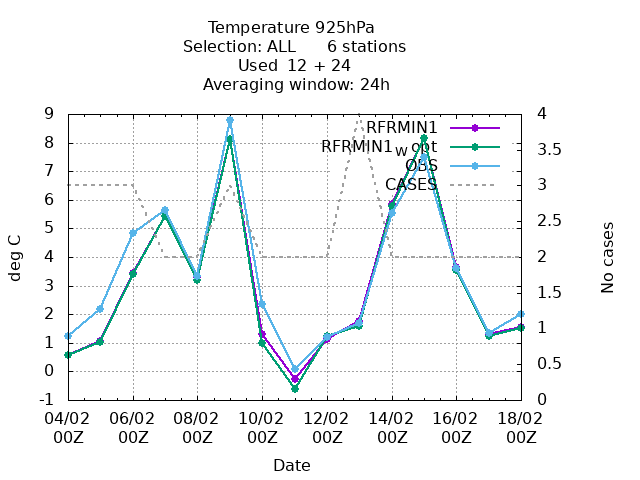 Temperature 925hPa
Selection: ALL 6 stations
Used 12 + 24
Averaging window: 24h
RFRMIN1
RFRMIN1w opt
OBS
CASES
deg C
9
8
7
6
5
4
3
2
1
0
-1
No cases
4
3.5
3
2.5
2
1.5
1
0.5
0
04/02 06/02 08/02 10/02 12/02 14/02 16/02 18/02
00Z 00Z 00Z 00Z 00Z 00Z 00Z 00Z
Date